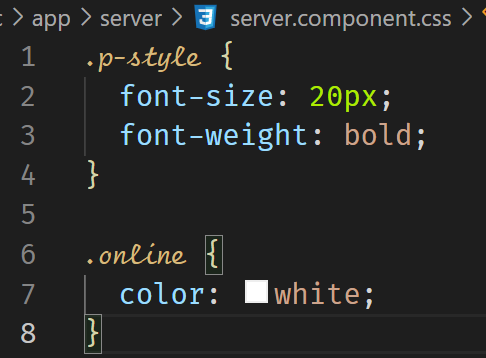 t > app > server > server.component.css >
1 .p-style {
2 font-size: 20px;
3 font-weight: bold;
4 }
5
6 .online {
7 color: white;
8 }